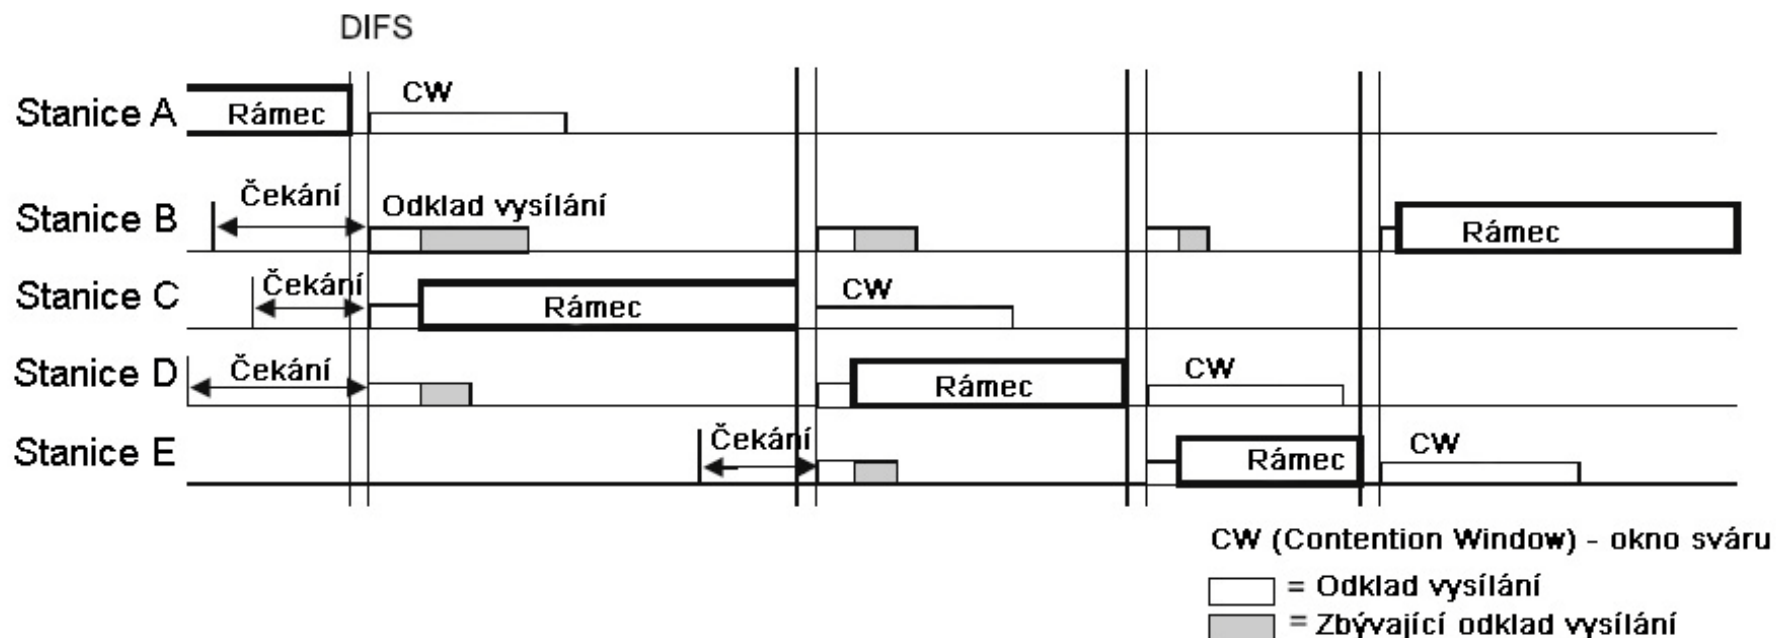 DIFS
Stanice A
Rámec
CW
Stanice B
Čekání
Odklad vysílání
Rámec
Stanice C
Čekání
Rámec
CW
Stanice D
Čekání
Rámec
CW
Stanice E
Čekání
Rámec
CW
CW (Contention Window) - okno sváru
= Odklad vysílání
= Zbývající odklad vysílání